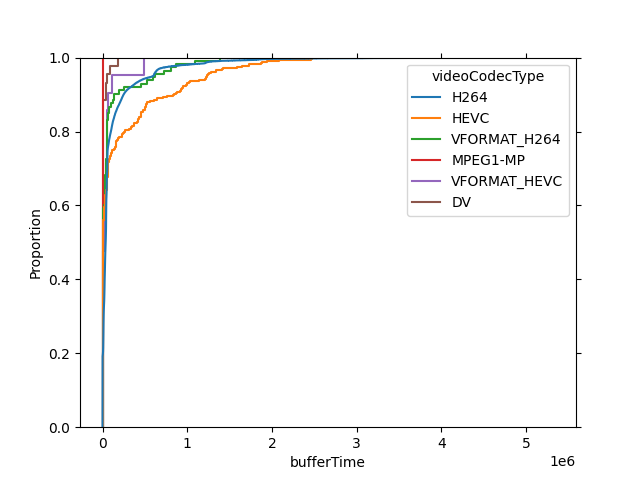 1.0
0.8
0.6
0.4
0.2
0.0
Proportion
0
1
2
3
4
5
1e6
bufferTime
videoCodecType
H264
HEVC
VFORMAT_H264
MPEG1-MP
VFORMAT_HEVC
DV